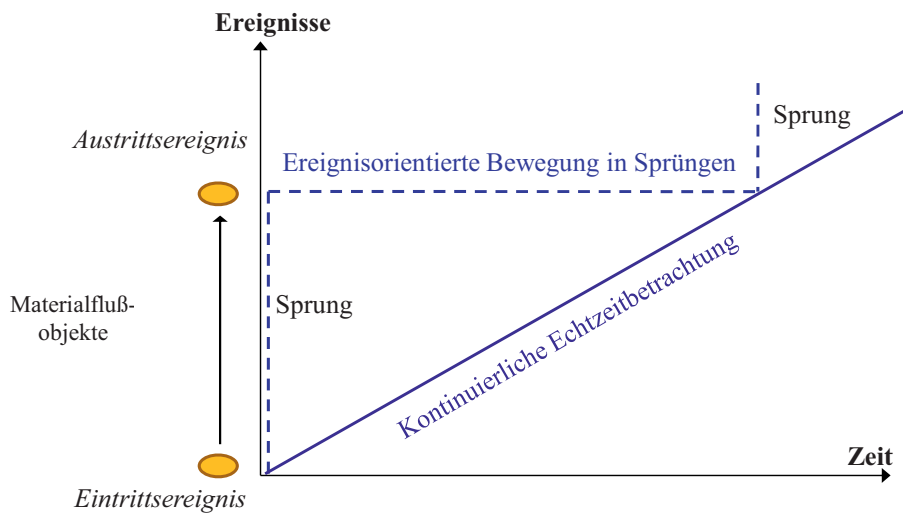 Ereignisse
Sprung
Austrittsereignis
Ereignisorientierte Bewegung in Sprüngen
Materialfluß-
objekte
Sprung
Kontinuierliche Echtzeitbetrachtung
Zeit
Eintrittsereignis